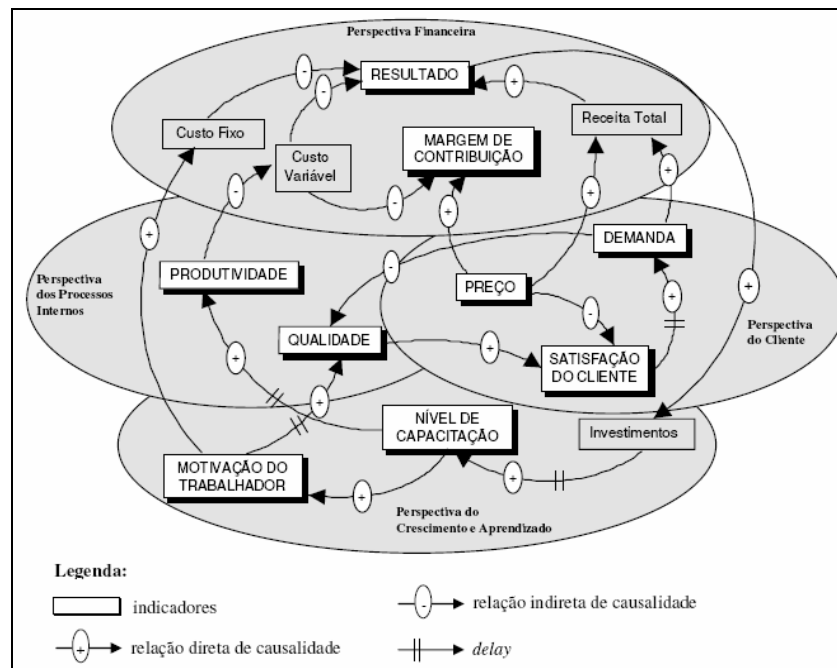 Perspectiva Financeira
RESULTADO
-
-
+
Custo Fixo
Receita Total
Custo
Variável
MARGEM DE
CONTRIBUIÇÃO
-
-
+
+
+
+
DEMANDA
Perspectiva
dos Processos
Internos
PRODUTIVIDADE
-
PREÇO
+
+
Perspectiva
do Cliente
QUALIDADE
-
+
+
SATISFAÇÃO
DO CLIENTE
+
NÍVEL DE
CAPACITAÇÃO
Investimentos
MOTIVAÇÃO DO
TRABALHADOR
+
+
Perspectiva do
Crescimento e Aprendizado
Legenda:
indicadores
- relação indireta de causalidade
+ relação direta de causalidade
delay